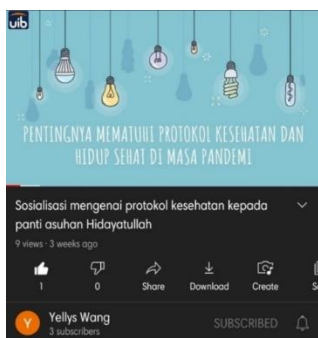 uib
PENTINGNYA MEMATUHI PROTOKOL KESEHATAN DAN
HIDUP SEHAT DI MASA PANDEMI
Sosialisasi mengenai protokol kesehatan kepada
panti asuhan Hidayatullah
9 views · 3 weeks ago
1 0 Share Download Create
Y Yellys Wang SUBSCRIBED
3 subscribers